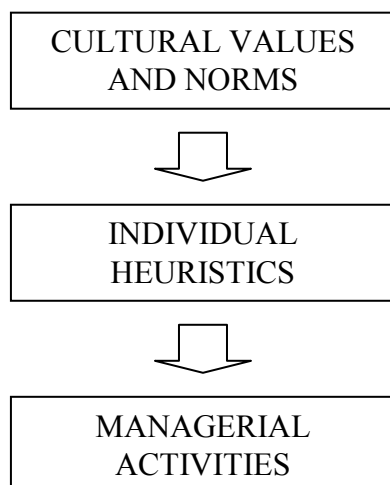 CULTURAL VALUES
AND NORMS
INDIVIDUAL
HEURISTICS
MANAGERIAL
ACTIVITIES